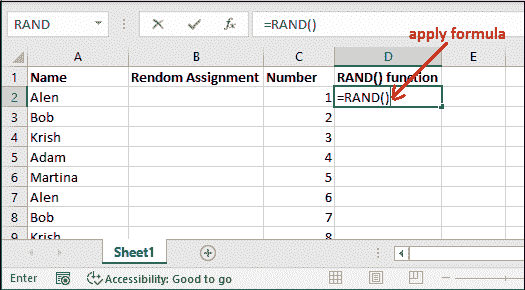 RAND
=RAND()
apply formula
A B C D E
1 Name Rendom Assignment Number RAND() function
2 Alen 1 =RAND()
3 Bob 2
4 Krish 3
5 Adam 4
6 Martina 5
7 Alen 6
8 Bob 7
9 Krish 8
Sheet1
Enter Accessibility: Good to go